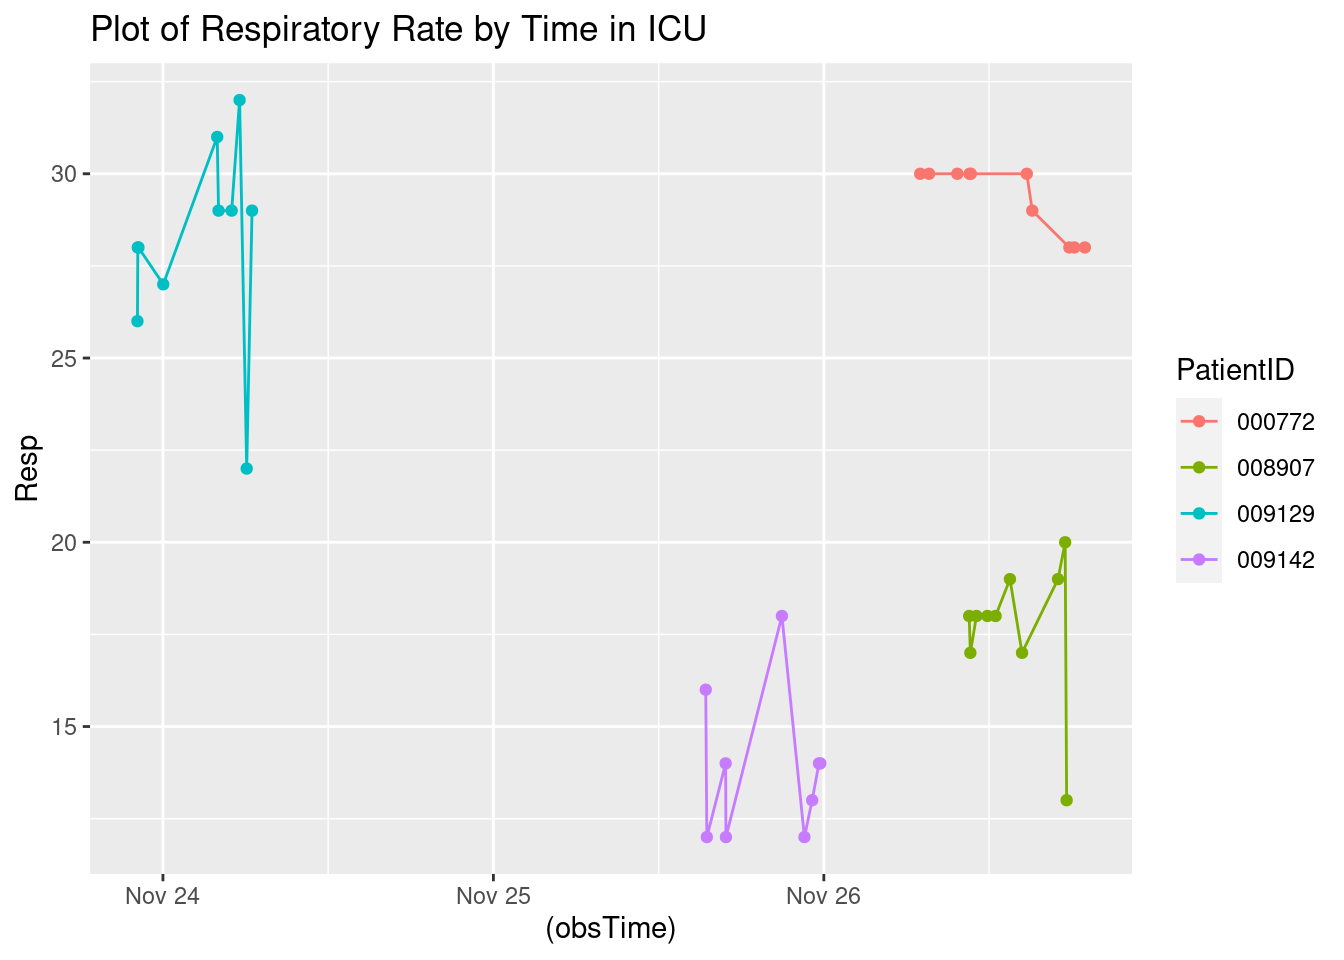 Plot of Respiratory Rate by Time in ICU
30
25
20
15
Resp
Nov 24
Nov 25
Nov 26
(obsTime)
PatientID
000772
008907
009129
009142